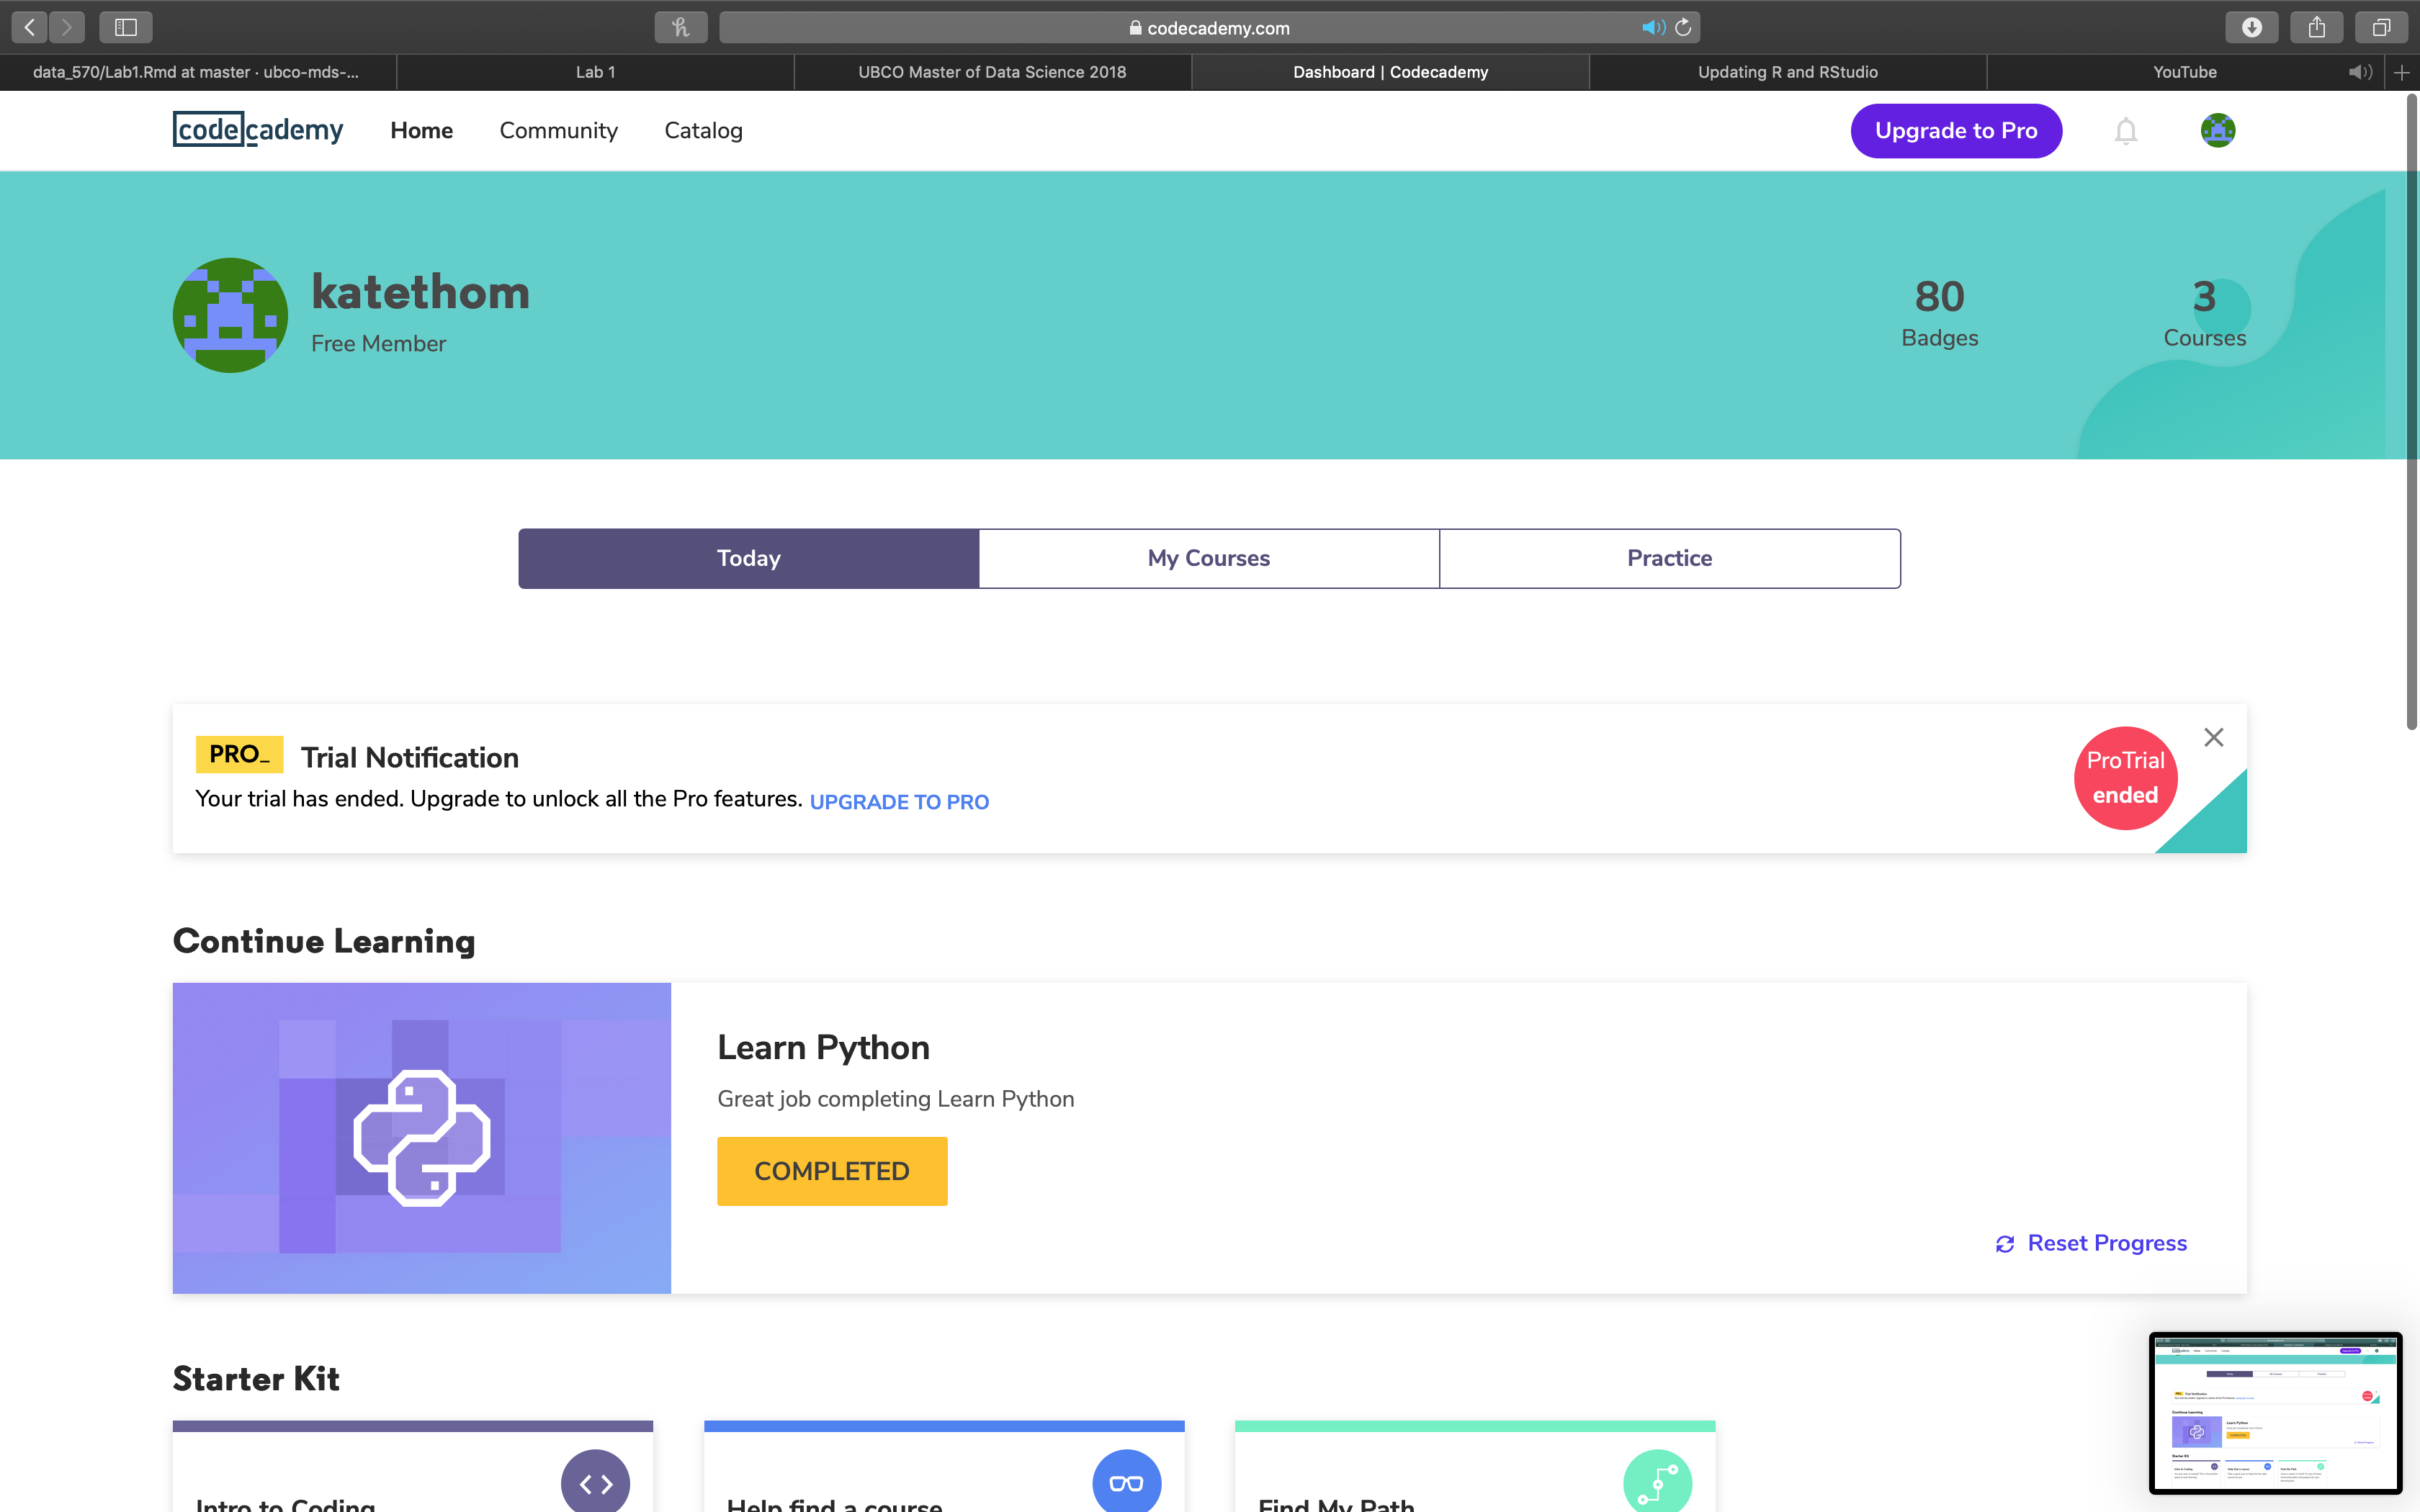 codecademy.com
data_570/Lab1.Rmd at master · ubco-mds-...
Lab 1
UBCO Master of Data Science 2018
Dashboard | Codecademy
Updating R and RStudio
YouTube
codecademy
Home
Community
Catalog
Upgrade to Pro
katethom
Free Member
80
Badges
3
Courses
Today
My Courses
Practice
PRO_
Trial Notification
Your trial has ended. Upgrade to unlock all the Pro features. UPGRADE TO PRO
ProTrial
ended
Continue Learning
Learn Python
Great job completing Learn Python
COMPLETED
Reset Progress
Starter Kit
Intro to Coding
Help find a course
Find My Path